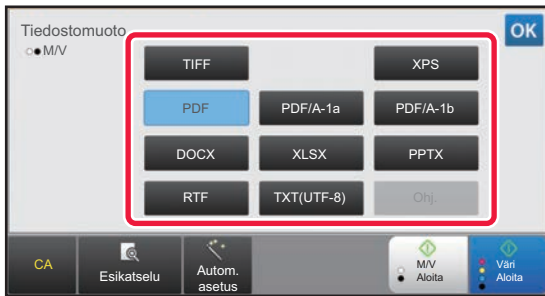 Tiedostomuoto
M/V
OK
TIFF
XPS
PDF
PDF/A-1a
PDF/A-1b
DOCX
XLSX
PPTX
RTF
TXT(UTF-8)
Ohj.
CA
Esikatselu
Autom.
asetus
M/V
Aloita
Väri
Aloita